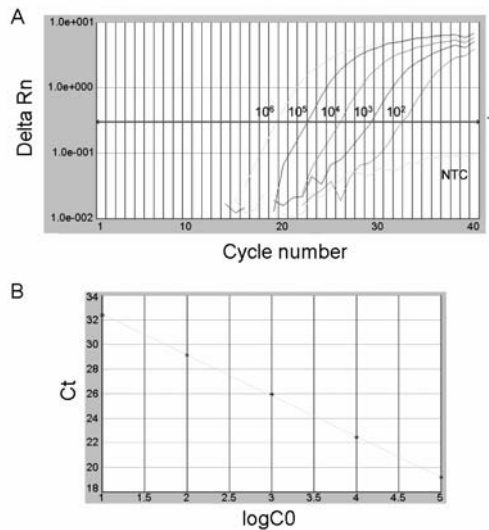 A
1.0e+001
1.0e+000
1.0e-001
1.0e-002
Delta Rn
10⁶ 10⁵ 10⁴ 10³ 10²
NTC
1 10 20 30 40
Cycle number
B
34
32
30
28
26
24
22
20
18
Ct
1 1.5 2 2.5 3 3.5 4 4.5 5
logC0